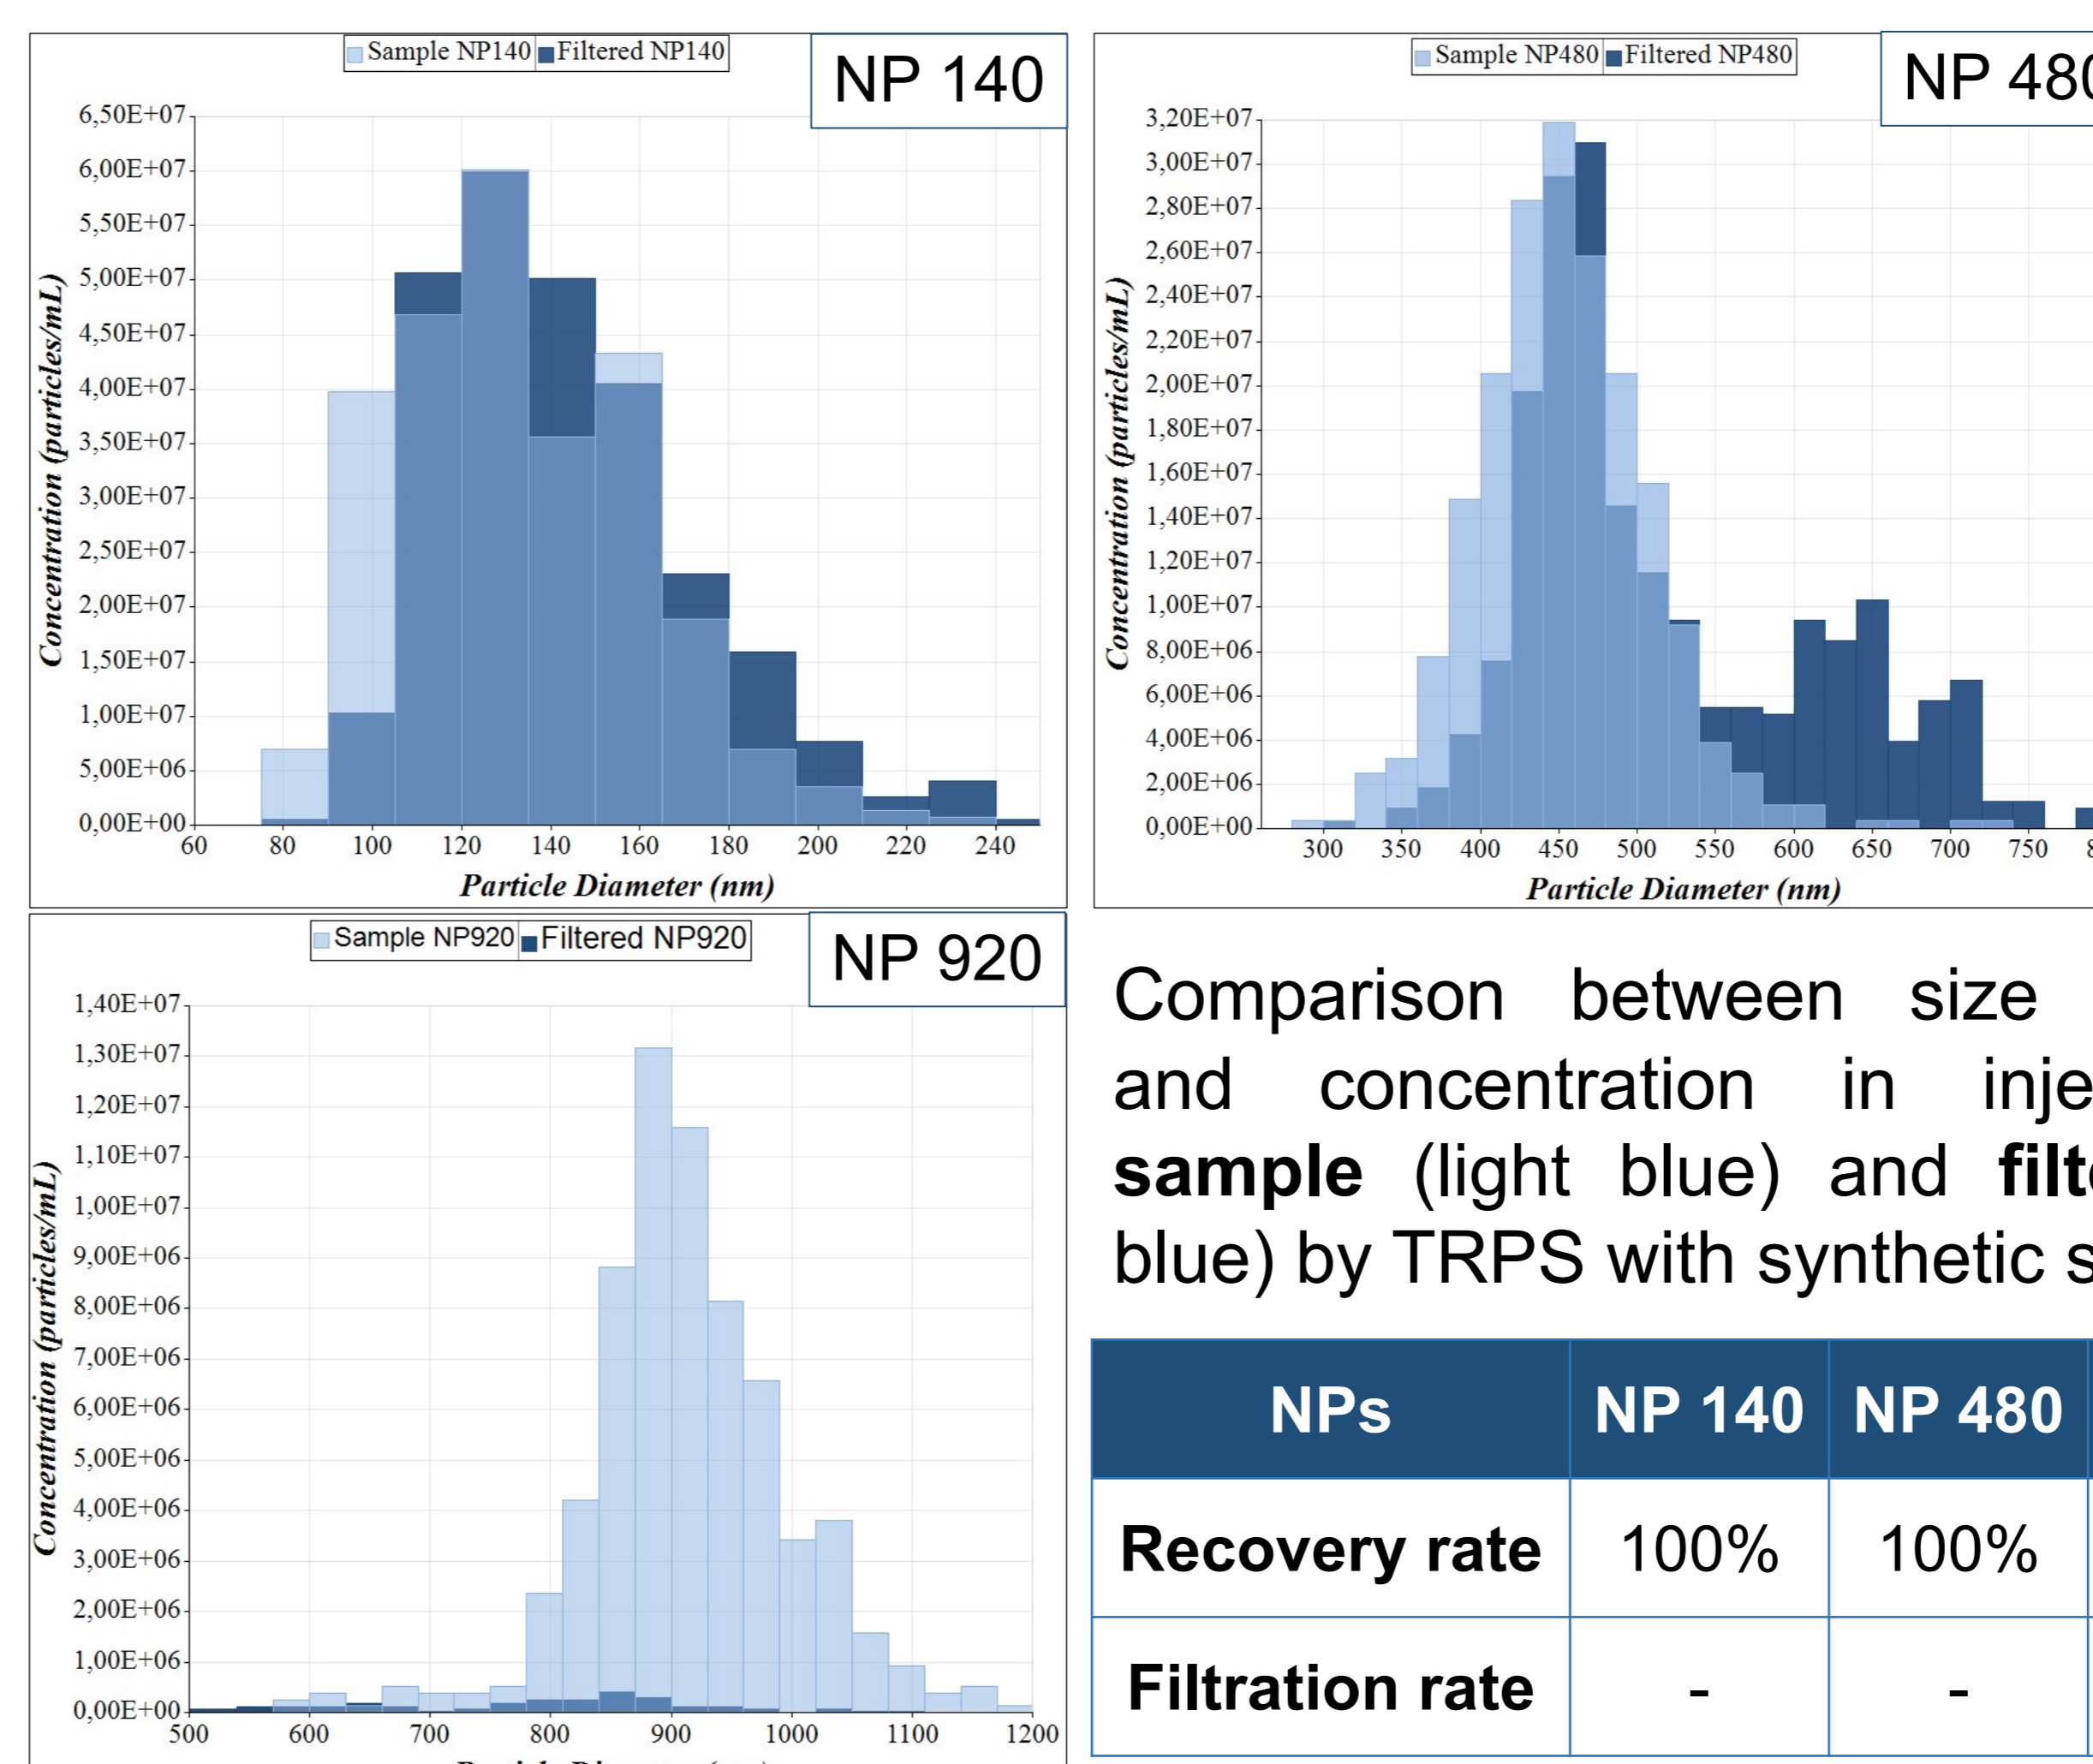 Sample NP140 Filtered NP140
NP 140
6,50E+07
6,00E+07
5,50E+07
5,00E+07
4,50E+07
4,00E+07
3,50E+07
3,00E+07
2,50E+07
2,00E+07
1,50E+07
1,00E+07
5,00E+06
0,00E+00
Concentration (particles/mL)
60 80 100 120 140 160 180 200 220 240
Particle Diameter (nm)
Sample NP480 Filtered NP480
NP 480
3,20E+07
3,00E+07
2,80E+07
2,60E+07
2,40E+07
2,20E+07
2,00E+07
1,80E+07
1,60E+07
1,40E+07
1,20E+07
1,00E+07
8,00E+06
6,00E+06
4,00E+06
2,00E+06
0,00E+00
Concentration (particles/mL)
300 350 400 450 500 550 600 650 700 750
Particle Diameter (nm)
Sample NP920 Filtered NP920
NP 920
1,40E+07
1,30E+07
1,20E+07
1,10E+07
1,00E+07
9,00E+06
8,00E+06
7,00E+06
6,00E+06
5,00E+06
4,00E+06
3,00E+06
2,00E+06
1,00E+06
0,00E+00
Concentration (particles/mL)
500 600 700 800 900 1000 1100 1200
Comparison between size
and concentration in inje
sample (light blue) and filt
blue) by TRPS with synthetic s
NPs NP 140 NP 480
Recovery rate 100% 100%
Filtration rate - -